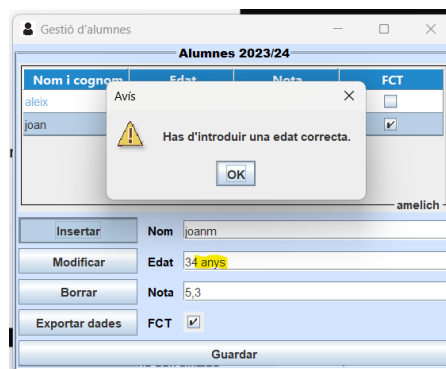 Gestió d'alumnes
Alumnes 2023/24
Nom i cognom Edat Nota FCT
aleix
joan
Avís
Has d'introduir una edat correcta.
OK
amelich
Insertar Nom joanm
Modificar Edat 34 anys
Borrar Nota 5,3
Exportar dades FCT
Guardar